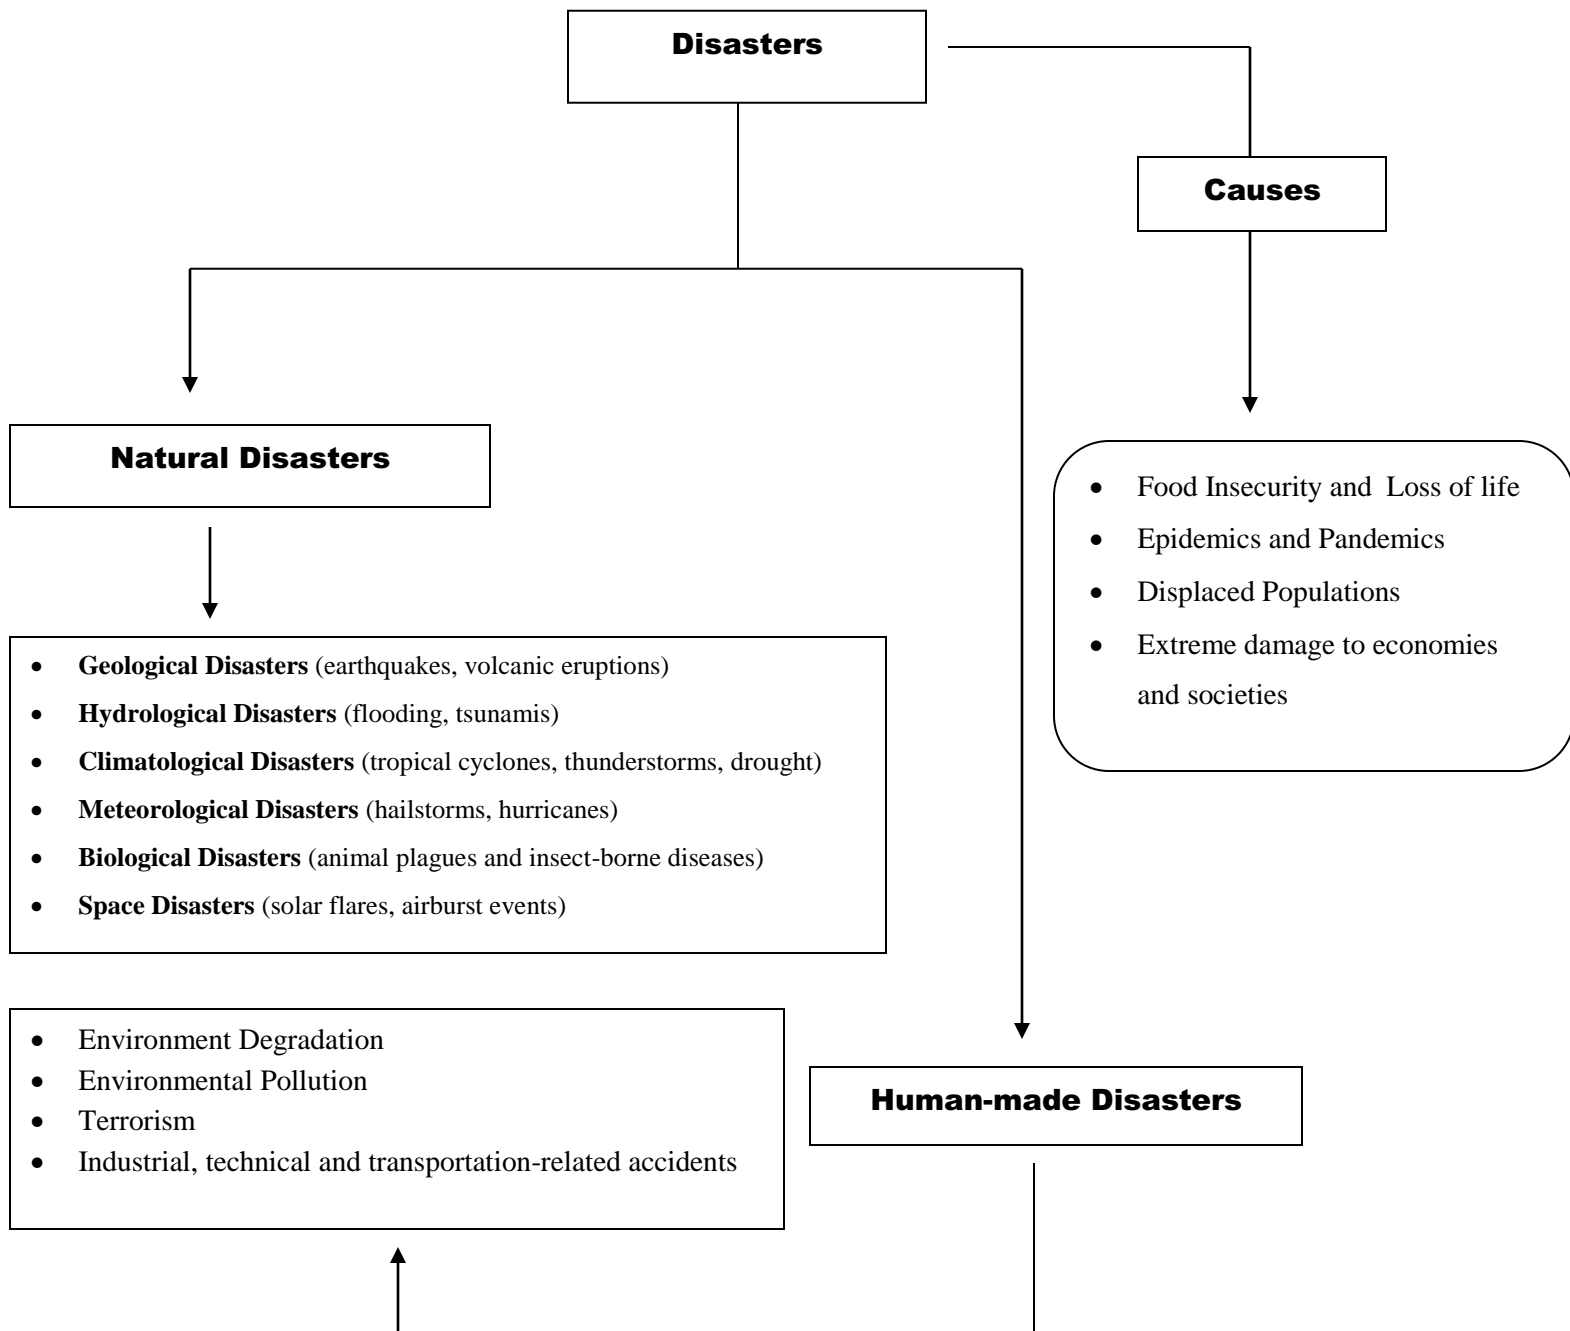 Disasters
Causes
Natural Disasters
• Food Insecurity and  Loss of life
• Epidemics and Pandemics
• Displaced Populations
• Extreme damage to economies
and societies
• Geological Disasters (earthquakes, volcanic eruptions)
• Hydrological Disasters (flooding, tsunamis)
• Climatological Disasters (tropical cyclones, thunderstorms, drought)
• Meteorological Disasters (hailstorms, hurricanes)
• Biological Disasters (animal plagues and insect-borne diseases)
• Space Disasters (solar flares, airburst events)
• Environment Degradation
• Environmental Pollution
• Terrorism
• Industrial, technical and transportation-related accidents
Human-made Disasters